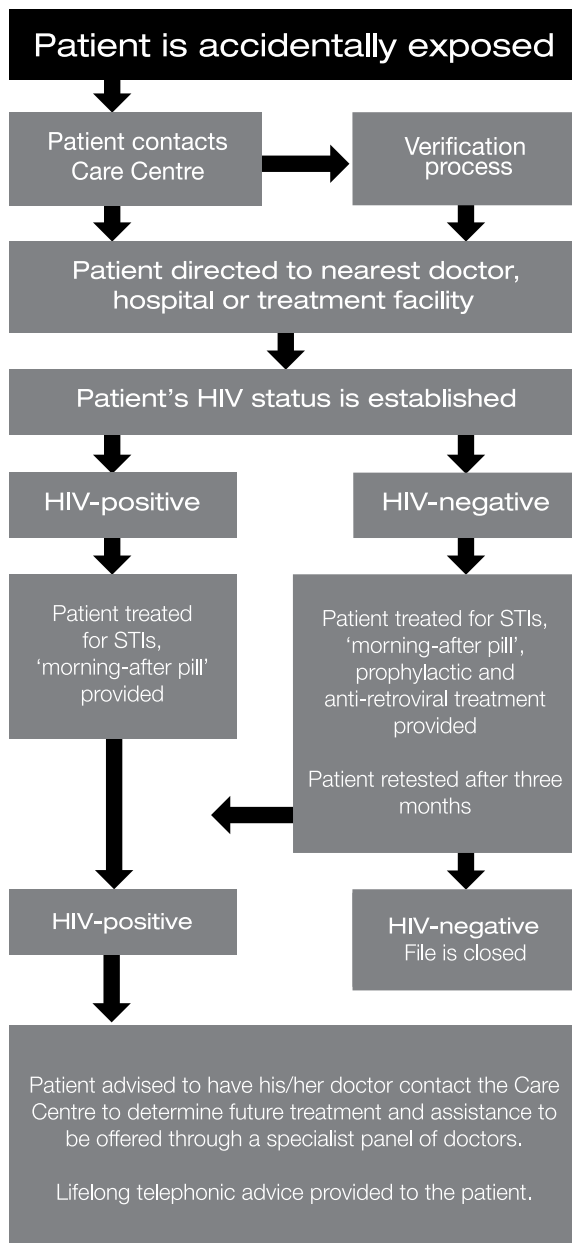 Patient is accidentally exposed
Patient contacts
Care Centre
Verification
process
Patient directed to nearest doctor,
hospital or treatment facility
Patient’s HIV status is established
HIV-positive
HIV-negative
Patient treated
for STIs,
‘morning-after pill’
provided
Patient treated for STIs,
‘morning-after pill’,
prophylactic and
anti-retroviral treatment
provided
Patient retested after three
months
HIV-positive
HIV-negative
File is closed
Patient advised to have his/her doctor contact the Care
Centre to determine future treatment and assistance to
be offered through a specialist panel of doctors.
Lifelong telephonic advice provided to the patient.